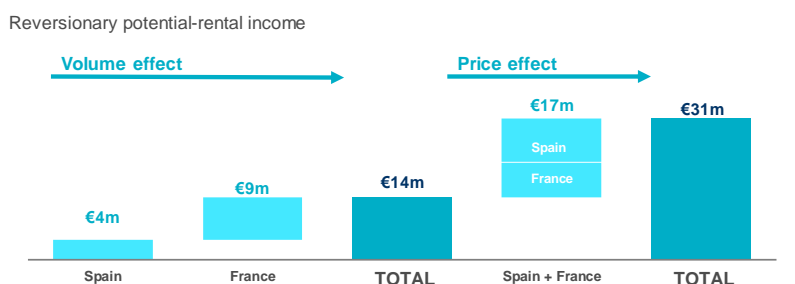 Reversionary potential-rental income
Volume effect
Price effect
€4m
€9m
€14m
€17m
Spain
France
€31m
Spain
France
TOTAL
Spain + France
TOTAL